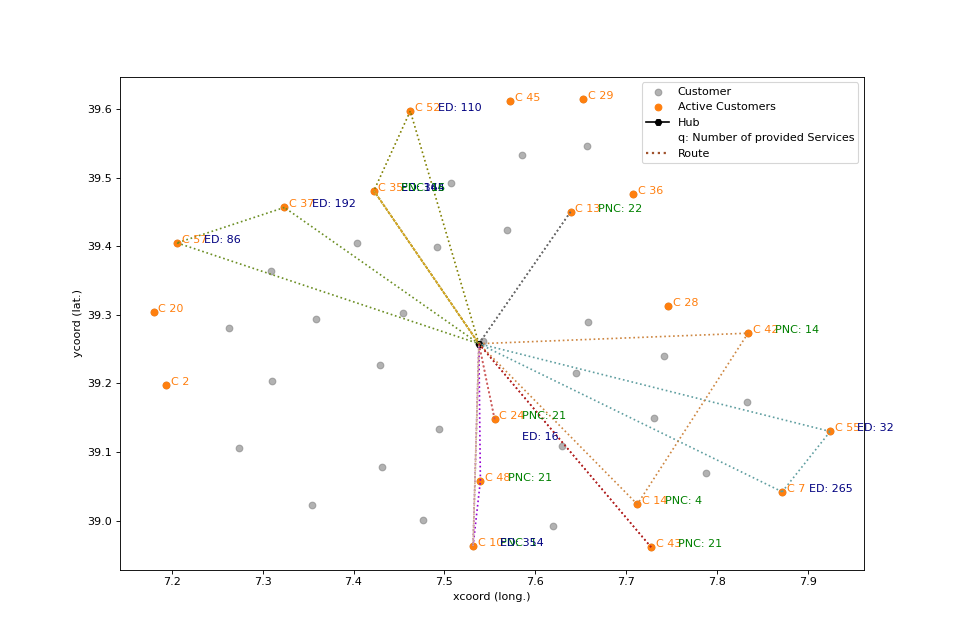 39.6
39.5
39.4
39.3
39.2
39.1
39.0
ycoord (lat.)
7.2
7.3
7.4
7.5
7.6
7.7
7.8
7.9
xcoord (long.)
Customer
Active Customers
Hub
q: Number of provided Services
Route
C 52 ED: 110
C 45
C 29
C 35
C 37 ED: 192
C 36
C 13 PNC: 22
C 57 ED: 86
C 20
C 28
C 42 PNC: 14
C 2
C 24 PNC: 21
ED: 16
C 55 ED: 32
C 48 PNC: 21
C 7 ED: 265
C 14 PNC: 4
C 10
C 43 PNC: 21